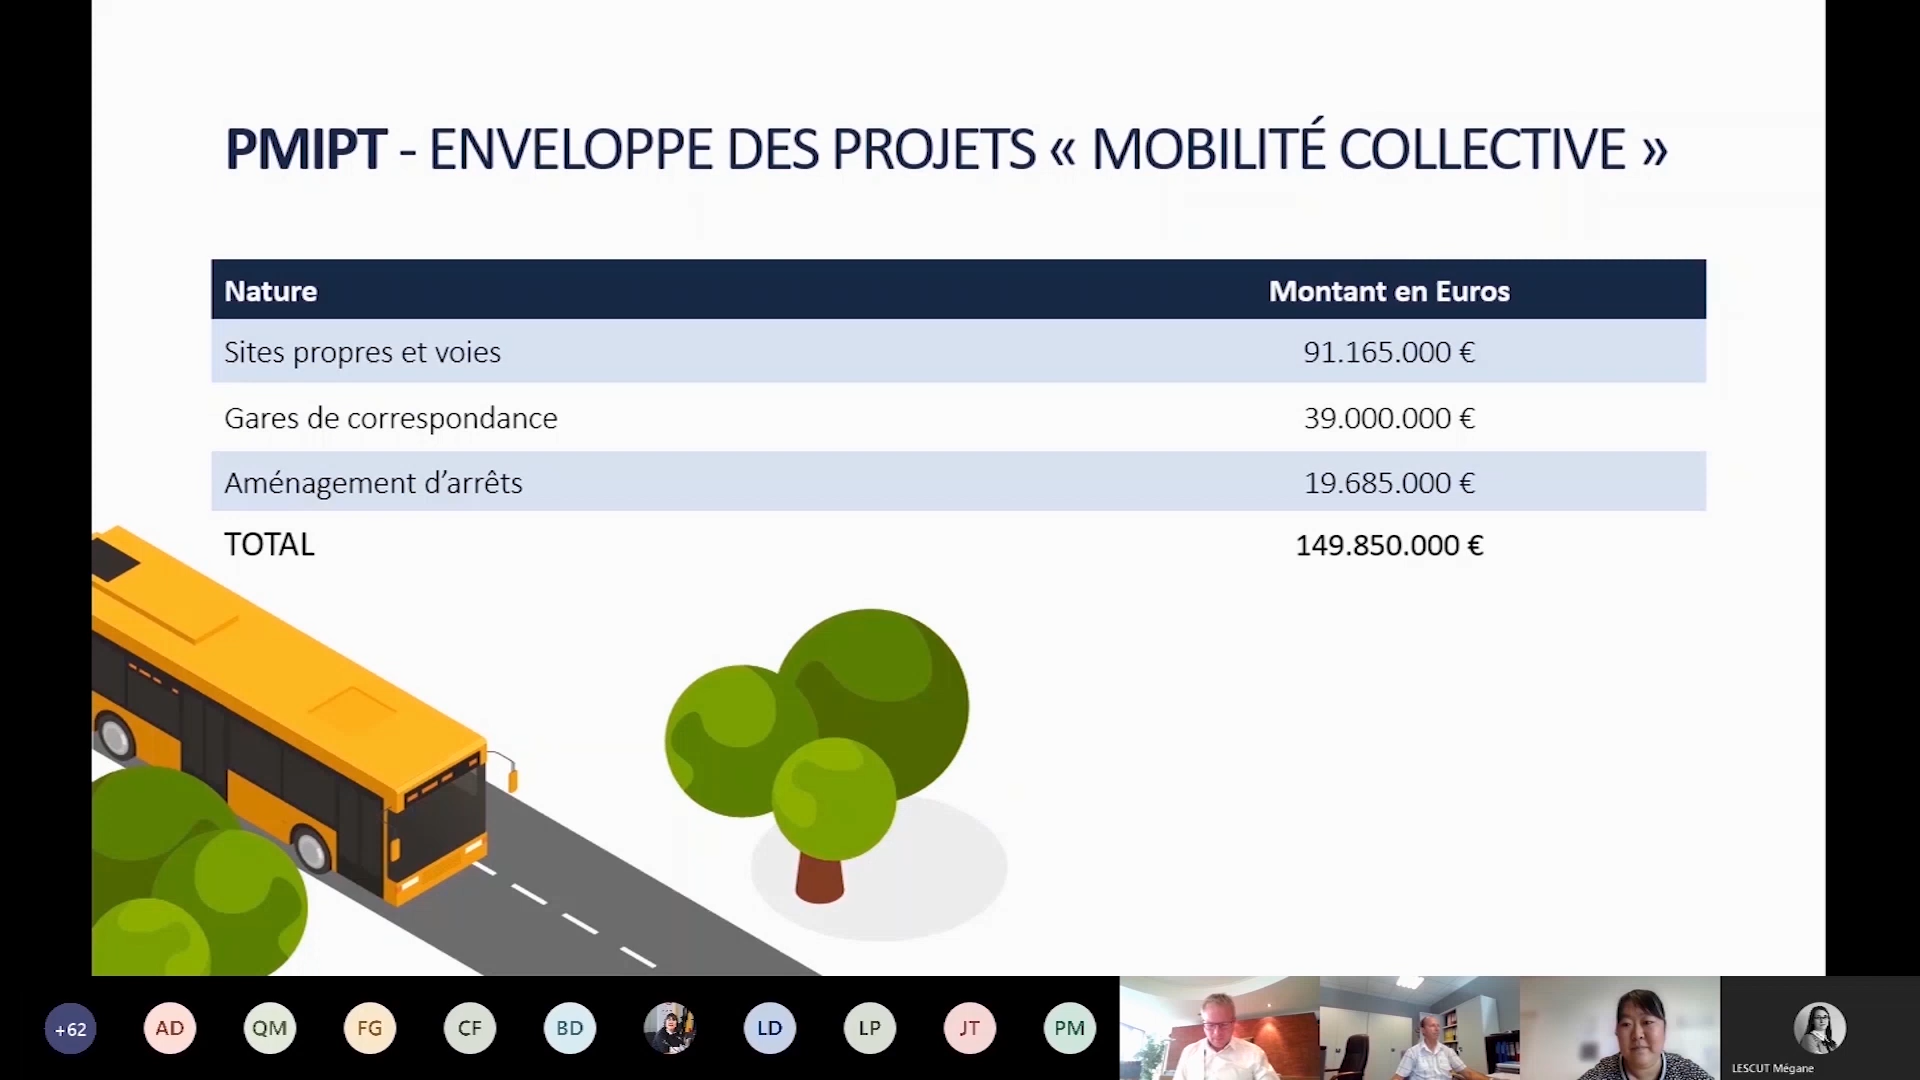 PMIPT - ENVELOPPE DES PROJETS « MOBILITÉ COLLECTIVE »
Nature Montant en Euros
Sites propres et voies 91.165.000 €
Gares de correspondance 39.000.000 €
Aménagement d’arrêts 19.685.000 €
TOTAL 149.850.000 €
+62 AD QM FG CF BD LD LP JT PM
LESCUT Mégane